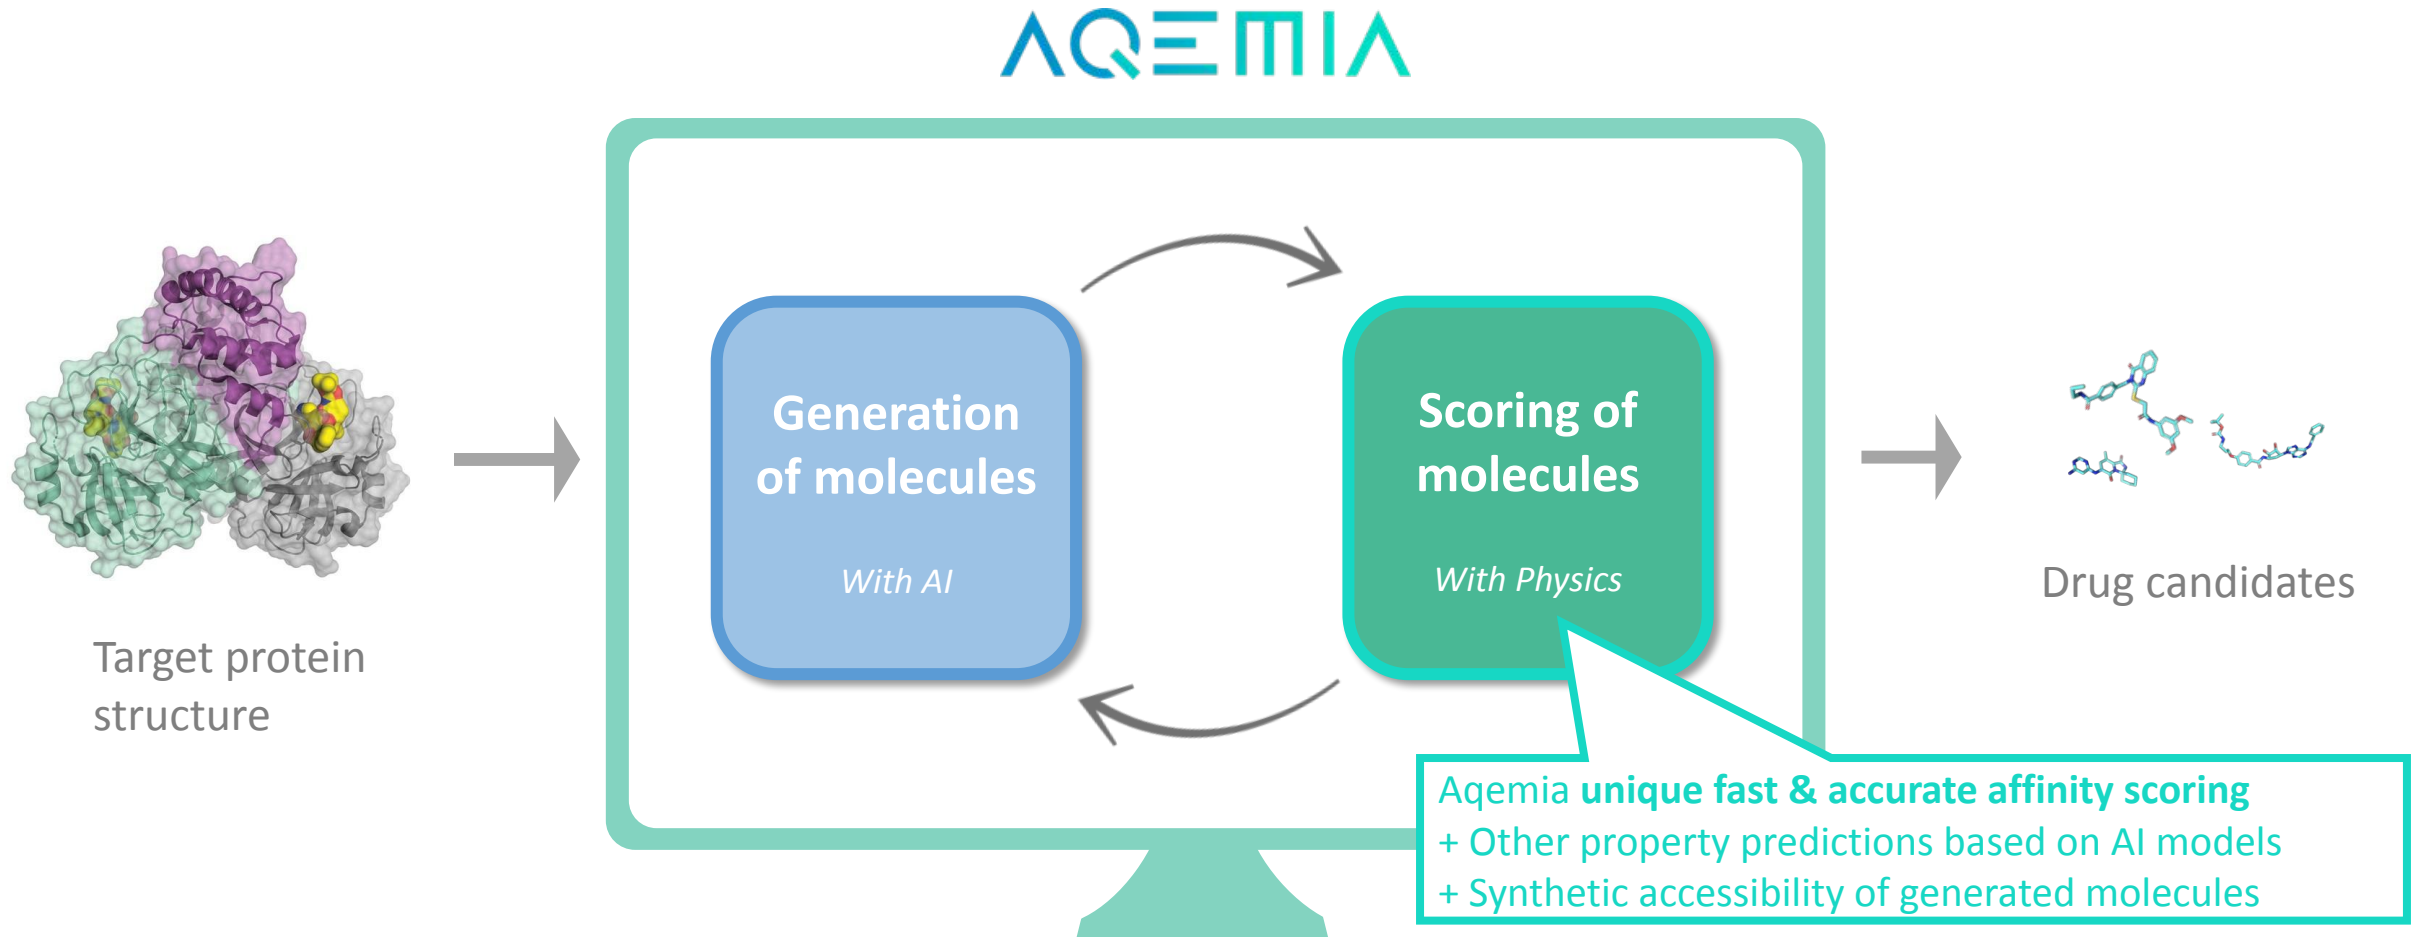 AQEMIA
Generation
of molecules
With AI
Scoring of
molecules
With Physics
Target protein
structure
Drug candidates
Aqemia unique fast & accurate affinity scoring
+ Other property predictions based on AI models
+ Synthetic accessibility of generated molecules